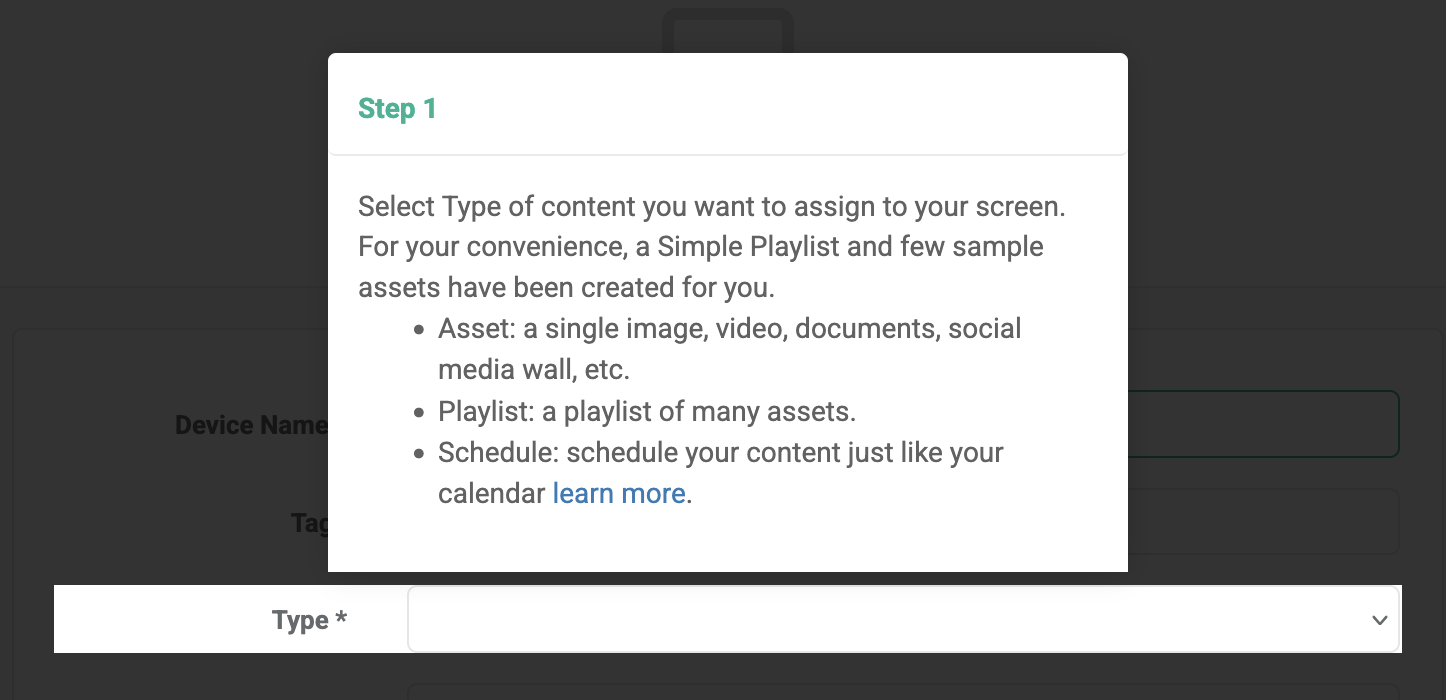 Step 1
Select Type of content you want to assign to your screen.
For your convenience, a Simple Playlist and few sample
assets have been created for you.
• Asset: a single image, video, documents, social
media wall, etc.
• Playlist: a playlist of many assets.
Device Name
• Schedule: schedule your content just like your
calendar learn more.
Tag
Type *